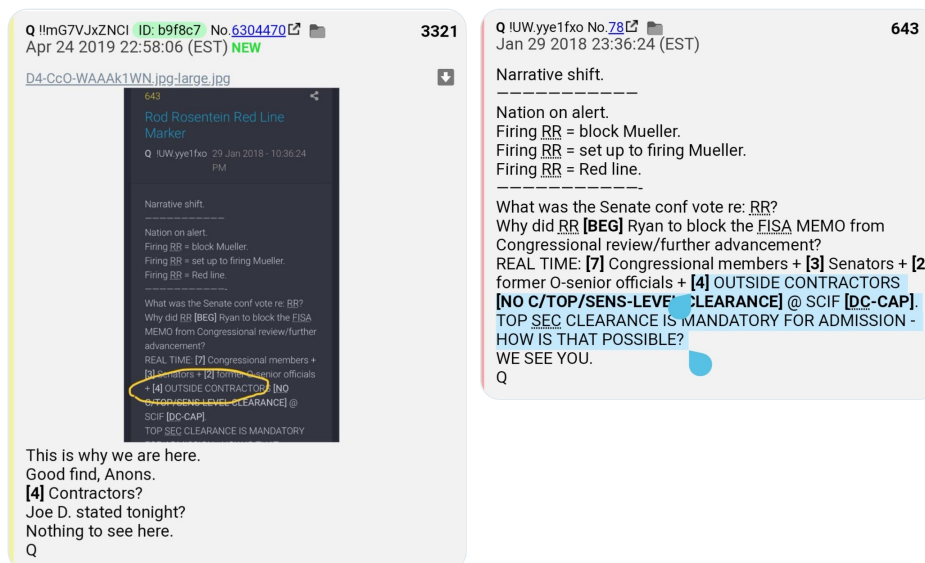 Q !!mG7VJxZNCI ID: b9f8c7 No.6304470
3321
Apr 24 2019 22:58:06 (EST) NEW
D4-CcO-WAAAk1WN.jpg-large.jpg
643
Rod Rosentein Red Line
Marker
Q !UW.yye1fxo 29 Jan 2018 - 10:36:24
PM
Narrative shift.
———————————
Nation on alert.
Firing RR = block Mueller.
Firing RR = set up to firing Mueller.
Firing RR = Red line.
———————————-
What was the Senate conf vote re: RR?
Why did RR [BEG] Ryan to block the FISA
MEMO from Congressional review/further
advancement?
REAL TIME: [7] Congressional members +
[3] Senators + [2] former O-senior officials
+ [4] OUTSIDE CONTRACTORS [NO
C/TOP/SENS-LEVEL CLEARANCE] @
SCIF [DC-CAP].
TOP SEC CLEARANCE IS MANDATORY
This is why we are here.
Good find, Anons.
[4] Contractors?
Joe D. stated tonight?
Nothing to see here.
Q
Q !UW.yye1fxo No.78
643
Jan 29 2018 23:36:24 (EST)
Narrative shift.
———————————
Nation on alert.
Firing RR = block Mueller.
Firing RR = set up to firing Mueller.
Firing RR = Red line.
———————————-
What was the Senate conf vote re: RR?
Why did RR [BEG] Ryan to block the FISA MEMO from
Congressional review/further advancement?
REAL TIME: [7] Congressional members + [3] Senators + [2
former O-senior officials + [4] OUTSIDE CONTRACTORS
[NO C/TOP/SENS-LEVEL CLEARANCE] @ SCIF [DC-CAP].
TOP SEC CLEARANCE IS MANDATORY FOR ADMISSION -
HOW IS THAT POSSIBLE?
WE SEE YOU.
Q